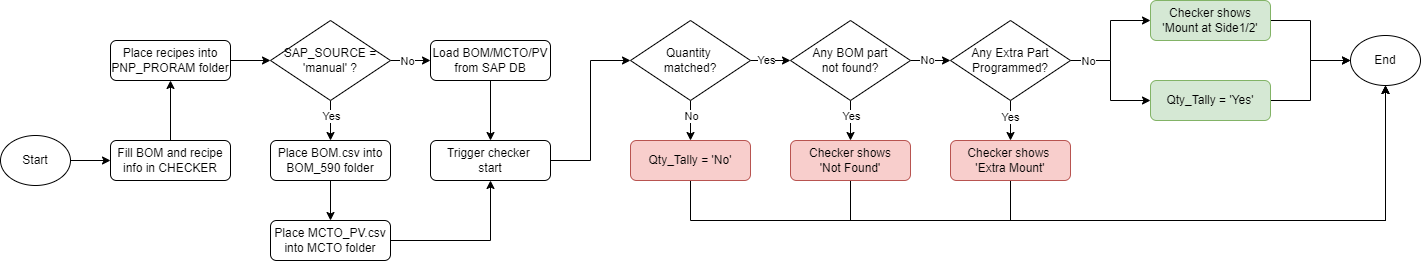 Start
Fill BOM and recipe
info in CHECKER
Place recipes into
PNP_PRORAM folder
SAP_SOURCE =
'manual' ?
No
Yes
Load BOM/MCTO/PV
from SAP DB
Place BOM.csv into
BOM_590 folder
Place MCTO_PV.csv
into MCTO folder
Trigger checker
start
Quantity
matched?
Yes
No
Qty_Tally = 'No'
Any BOM part
not found?
No
Yes
Checker shows
'Not Found'
Any Extra Part
Programmed?
No
Yes
Checker shows
'Extra Mount'
Checker shows
'Mount at Side1/2'
Qty_Tally = 'Yes'
End